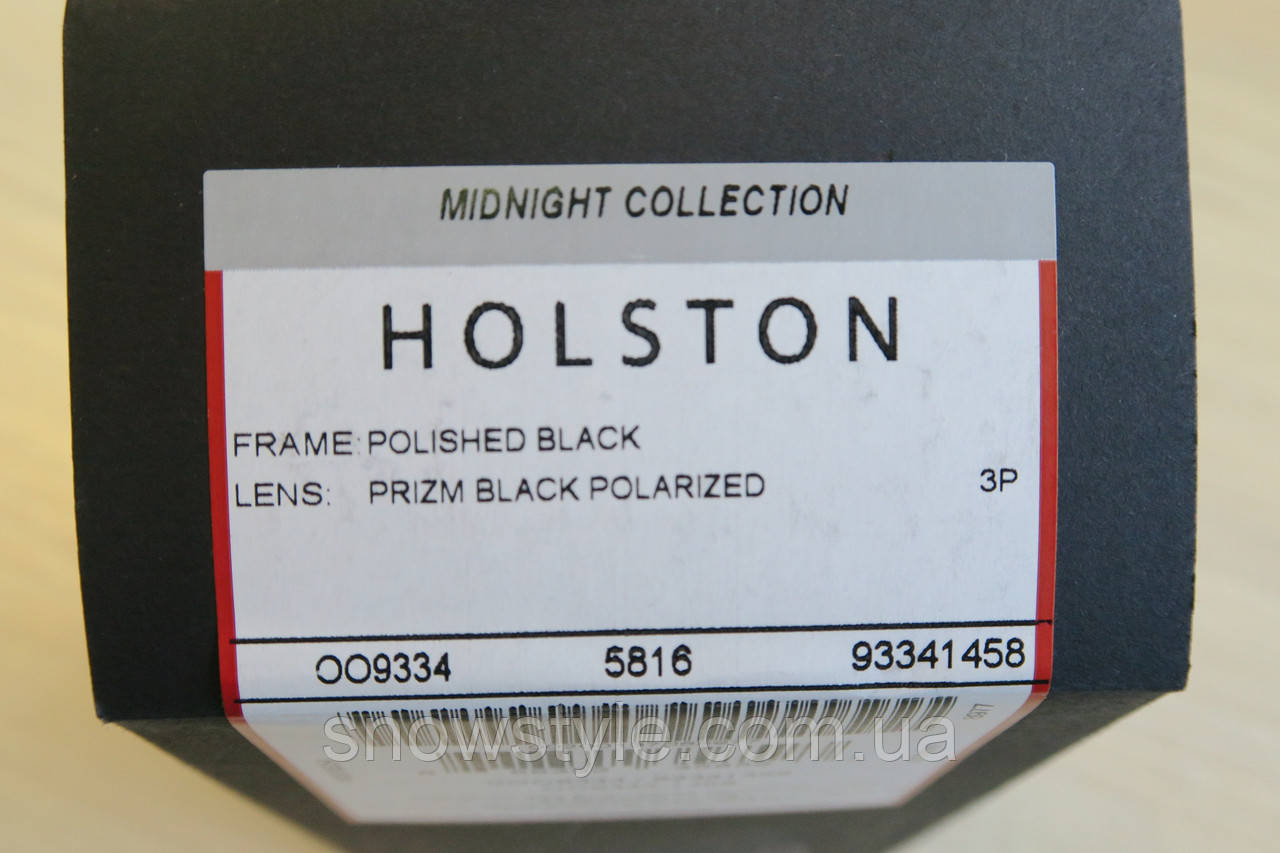 MIDNIGHT COLLECTION
HOLSTON
FRAME: POLISHED BLACK
LENS: PRIZM BLACK POLARIZED 3P
OO9334 5816 93341458
snowstyle.com.ua